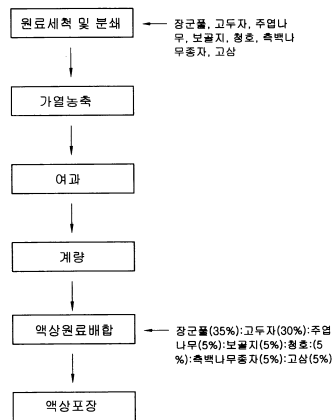 원료세척 및 분쇄
장군풀, 고두자, 주엽나
무, 보골지, 청호, 측백나
무종자, 고삼
가열농축
여과
계량
액상원료배합
장군풀(35%):고두자(30%):주엽
나무(5%):보골지(5%):청호:(5
%):측백나무종자(5%):고삼(5%)
액상포장